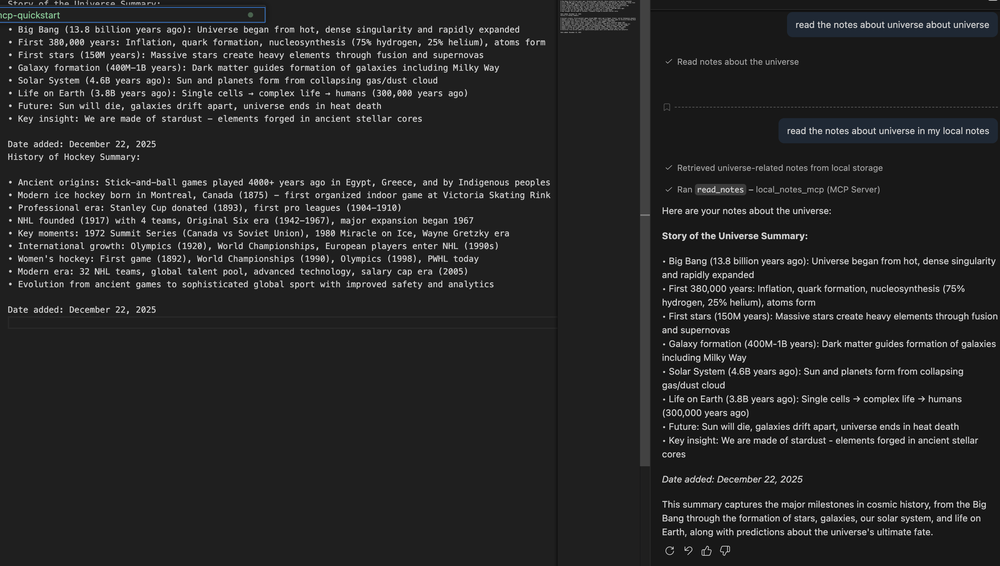 Story of the Universe Summary:
mcp-quickstart
• Big Bang (13.8 billion years ago): Universe began from hot, dense singularity and rapidly expanded
• First 380,000 years: Inflation, quark formation, nucleosynthesis (75% hydrogen, 25% helium), atoms form
• First stars (150M years): Massive stars create heavy elements through fusion and supernovas
• Galaxy formation (400M-1B years): Dark matter guides formation of galaxies including Milky Way
• Solar System (4.6B years ago): Sun and planets form from collapsing gas/dust cloud
• Life on Earth (3.8B years ago): Single cells → complex life → humans (300,000 years ago)
• Future: Sun will die, galaxies drift apart, universe ends in heat death
• Key insight: We are made of stardust - elements forged in ancient stellar cores
Date added: December 22, 2025
History of Hockey Summary:
• Ancient origins: Stick-and-ball games played 4000+ years ago in Egypt, Greece, and by Indigenous peoples
• Modern ice hockey born in Montreal, Canada (1875) - first organized indoor game at Victoria Skating Rink
• Professional era: Stanley Cup donated (1893), first pro leagues (1904-1910)
• NHL founded (1917) with 4 teams, Original Six era (1942-1967), major expansion began 1967
• Key moments: 1972 Summit Series (Canada vs Soviet Union), 1980 Miracle on Ice, Wayne Gretzky era
• International growth: Olympics (1920), World Championships, European players enter NHL (1990s)
• Women's hockey: First game (1892), World Championships (1990), Olympics (1998), PWHL today
• Modern era: 32 NHL teams, global talent pool, advanced technology, salary cap era (2005)
• Evolution from ancient games to sophisticated global sport with improved safety and analytics
Date added: December 22, 2025
read the notes about universe about universe
Read notes about the universe
read the notes about universe in my local notes
Retrieved universe-related notes from local storage
Ran read_notes – local_notes_mcp (MCP Server)
Here are your notes about the universe:
Story of the Universe Summary:
• Big Bang (13.8 billion years ago): Universe began from hot, dense singularity
and rapidly expanded
• First 380,000 years: Inflation, quark formation, nucleosynthesis (75%
hydrogen, 25% helium), atoms form
• First stars (150M years): Massive stars create heavy elements through fusion
and supernovas
• Galaxy formation (400M-1B years): Dark matter guides formation of galaxies
including Milky Way
• Solar System (4.6B years ago): Sun and planets form from collapsing
gas/dust cloud
• Life on Earth (3.8B years ago): Single cells → complex life → humans
(300,000 years ago)
• Future: Sun will die, galaxies drift apart, universe ends in heat death
• Key insight: We are made of stardust - elements forged in ancient stellar
cores
Date added: December 22, 2025
This summary captures the major milestones in cosmic history, from the Big
Bang through the formation of stars, galaxies, our solar system, and life on
Earth, along with predictions about the universe's ultimate fate.